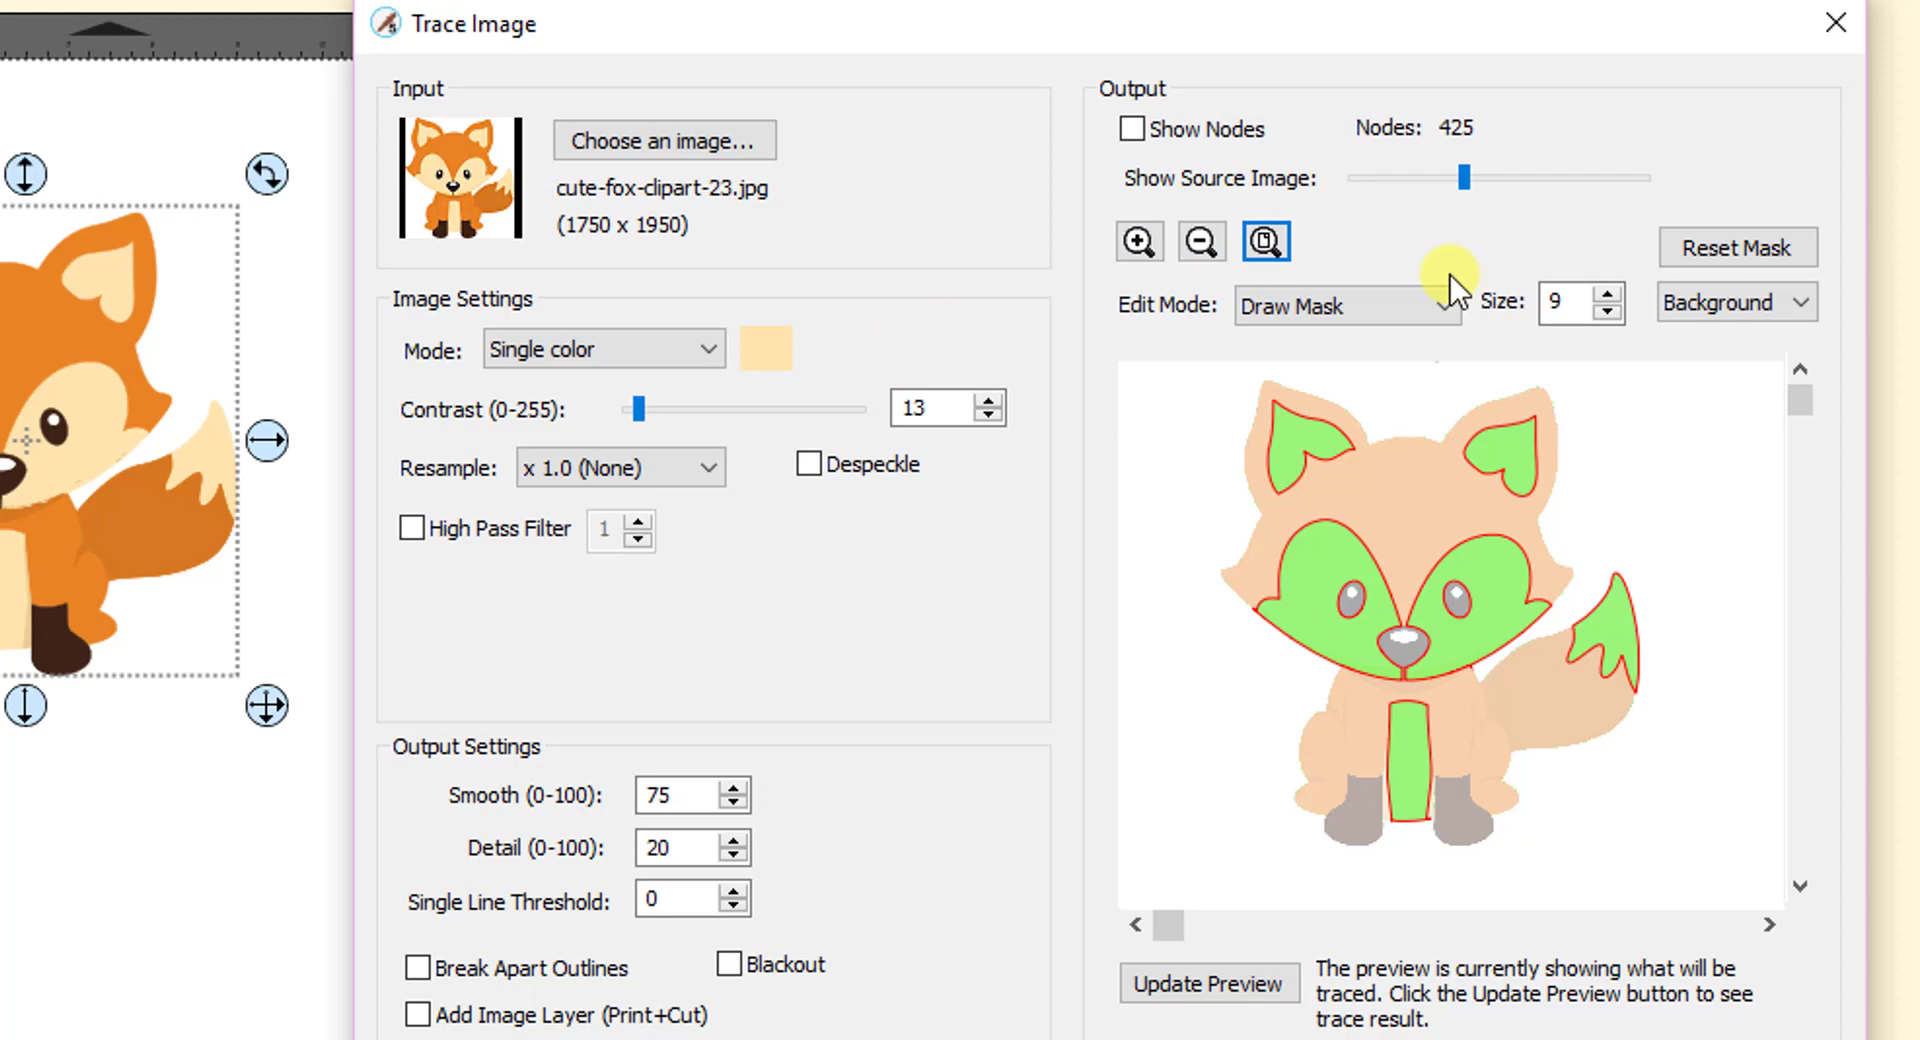 Trace Image
Input
Choose an image...
cute-fox-clipart-23.jpg
(1750 x 1950)
Image Settings
Mode: Single color
Contrast (0-255): 13
Resample: x 1.0 (None) Despeckle
High Pass Filter 1
Output Settings
Smooth (0-100): 75
Detail (0-100): 20
Single Line Threshold: 0
Break Apart Outlines Blackout
Add Image Layer (Print+Cut)
Output
Show Nodes Nodes: 425
Show Source Image:
Reset Mask
Edit Mode: Draw Mask Size: 9 Background
Update Preview
The preview is currently showing what will be
traced. Click the Update Preview button to see
trace result.